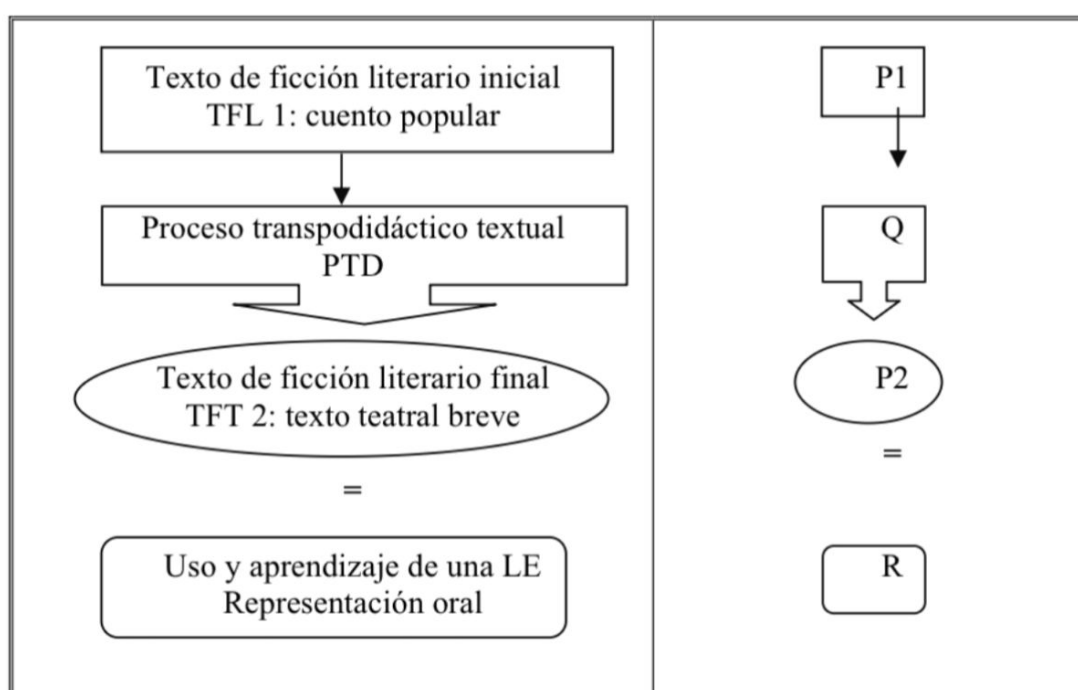 Texto de ficción literario inicial
TFL 1: cuento popular
Proceso transpodidáctico textual
PTD
Texto de ficción literario final
TFT 2: texto teatral breve
=
Uso y aprendizaje de una LE
Representación oral
P1
Q
P2
=
R